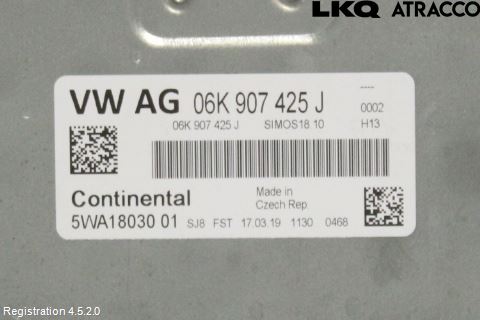 LKQ ATRACCO
VW AG 06K 907 425 J
----
0002
06K 907 425 J SIMOS18.10 H13
Continental
Made in
Czech Rep.
5WA18030 01 SJ8 FST 17.03.19 1130 0468
Registration 4.5.2.0